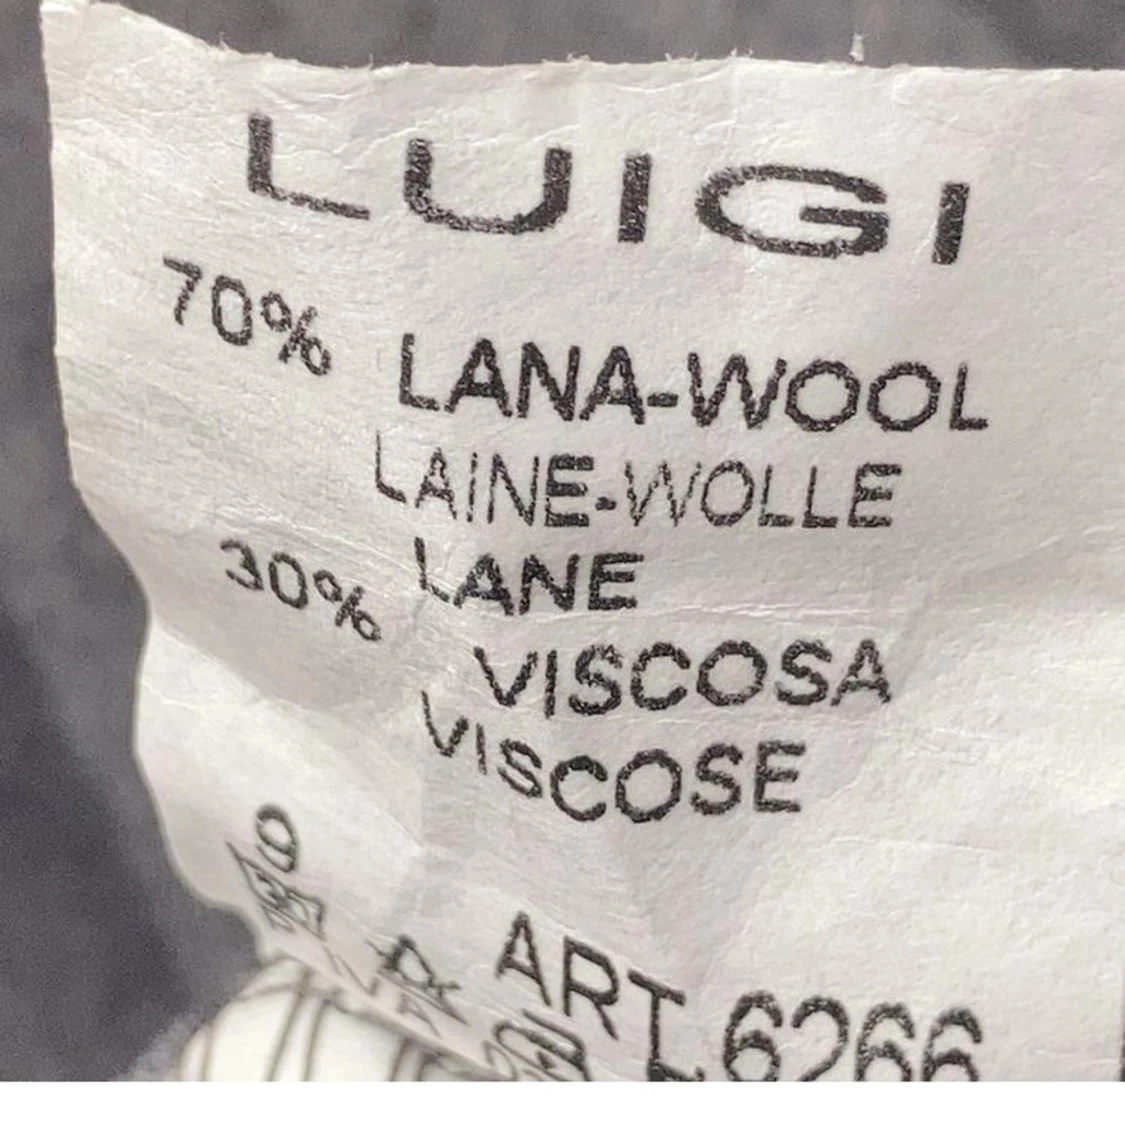 LUIGI
70% LANA-WOOL
LAINE-WOLLE
LANE
30% VISCOSA
VISCOSE
ART.6266